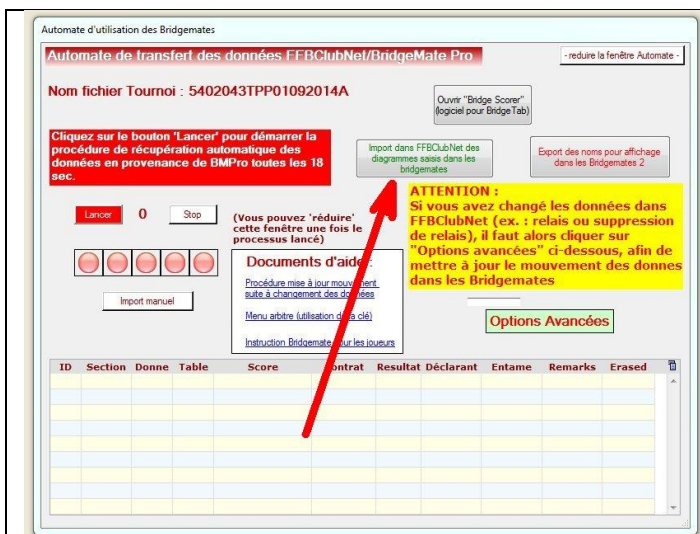 Automate d'utilisation des Bridgemates
Automate de transfert des données FFBClubNet/BridgeMate Pro
- reduire la fenêtre Automate -
Nom fichier Tournoi : 5402043TPP01092014A
Ouvrir "Bridge Scorer"
(logiciel pour BridgeTab)
Cliquez sur le bouton 'Lancer' pour démarrer la
procédure de récupération automatique des
données en provenance de BMPro toutes les 18
sec.
Import dans FFBClubNet des
diagrammes saisis dans les
bridgemates
Export des noms pour affichage
dans les Bridgemates 2
ATTENTION :
Si vous avez changé les données dans
FFBClubNet (ex. : relais ou suppression
de relais), il faut alors cliquer sur
"Options avancées" ci-dessous, afin de
mettre à jour le mouvement des donnes
dans les Bridgemates
Lancer 0 Stop
(Vous pouvez 'réduire'
cette fenêtre une fois le
processus lancé)
Import manuel
Documents d'aide :
Procédure mise à jour mouvement
suite à changement des données
Menu arbitre (utilisation de la clé)
Instruction Bridgemate pour les joueurs
Options Avancées
ID Section Donne Table Score Contrat Resultat Déclarant Entame Remarks Erased